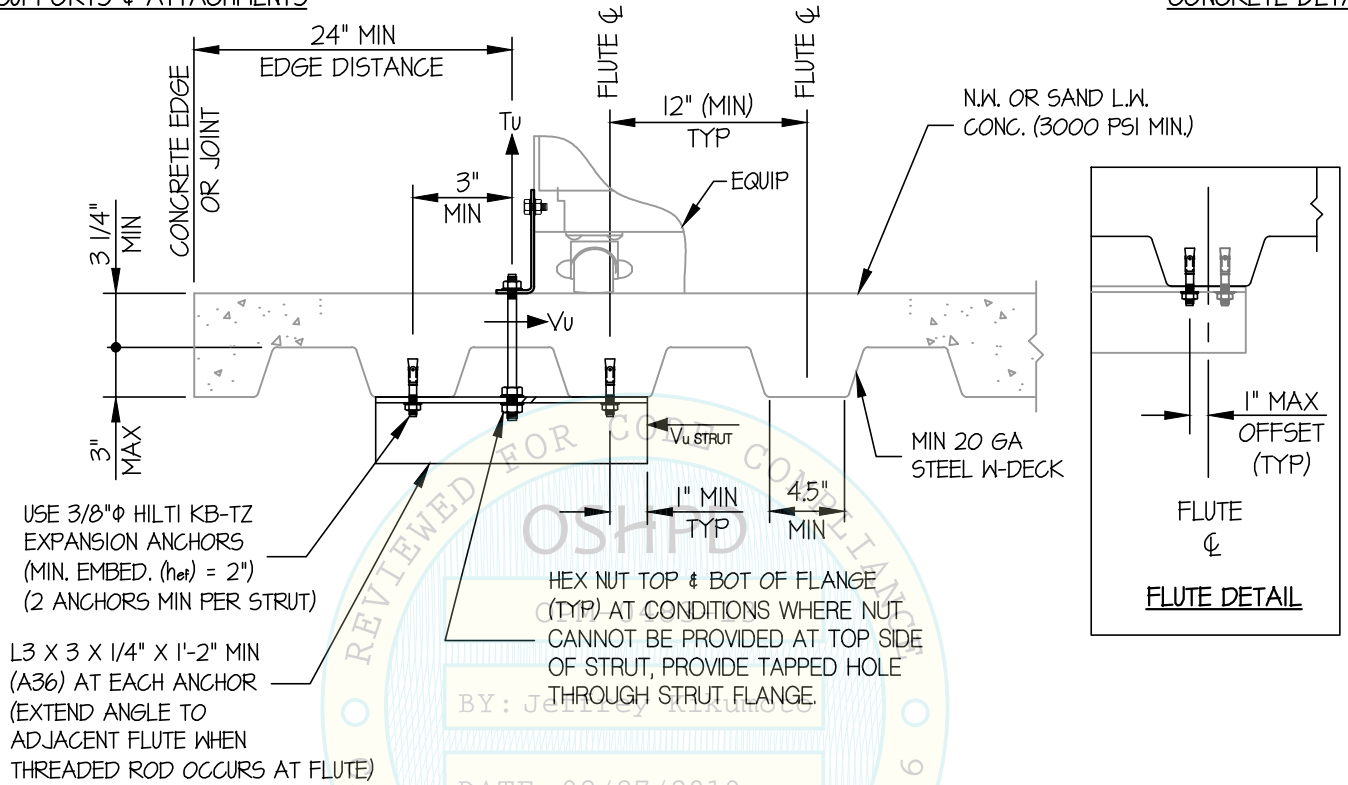 SUPPORTS & ATTACHMENTS
24" MIN
EDGE DISTANCE
CONCRETE EDGE
OR JOINT
FLUTE ℄
FLUTE ℄
12" (MIN)
TYP
N.W. OR SAND L.W.
CONC. (3000 PSI MIN.)
Tu
3"
MIN
EQUIP
3 1/4"
MIN
Vu
3"
MAX
Vu STRUT
MIN 20 GA
STEEL W-DECK
1" MIN
TYP
4.5"
MIN
USE 3/8"Φ HILTI KB-TZ
EXPANSION ANCHORS
(MIN. EMBED. (hef) = 2")
(2 ANCHORS MIN PER STRUT)
L3 X 3 X 1/4" X 1'-2" MIN
(A36) AT EACH ANCHOR
(EXTEND ANGLE TO
ADJACENT FLUTE WHEN
THREADED ROD OCCURS AT FLUTE)
HEX NUT TOP & BOT OF FLANGE
(TYP) AT CONDITIONS WHERE NUT
CANNOT BE PROVIDED AT TOP SIDE
OF STRUT, PROVIDE TAPPED HOLE
THROUGH STRUT FLANGE.
1" MAX
OFFSET
(TYP)
FLUTE
℄
FLUTE DETAIL
REVIEWED FOR CODE COMPLIANCE
OSHPD
BY: Jeffrey Kikumoto